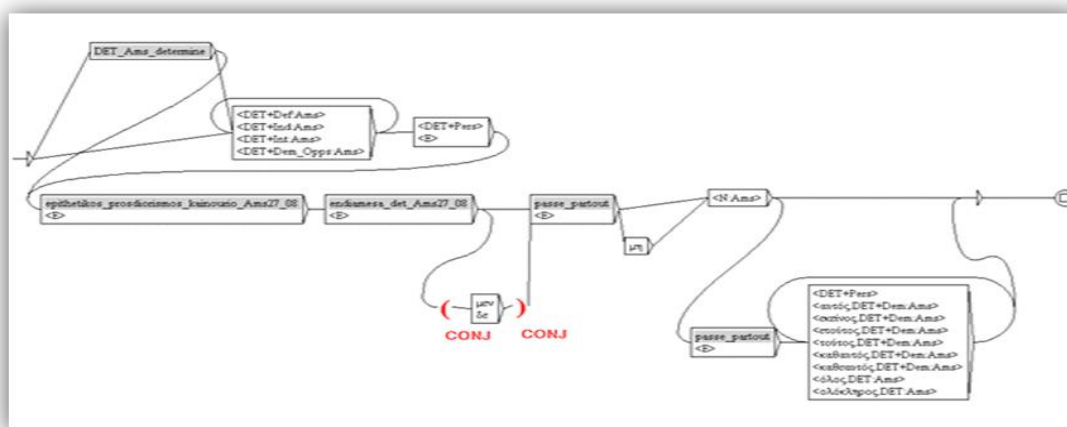 DET_Ams_determine
<DET+Def:Ams>
<DET+Ind:Ams>
<DET+Int:Ams>
<DET+Dem_Opps:Ams>
<DET+Pers>
<E>
epithetikos_prosdiorismos_kainourio_Ams27_08
<E>
endiamesa_det_Ams27_08
<E>
passe_partout
<E>
μη
<N:Ams>
(
μεν
δε
)
CONJ
CONJ
passe_partout
<E>
<DET+Pers>
<αυτός,DET+Dem:Ams>
<εκείνος,DET+Dem:Ams>
<ετούτος,DET+Dem:Ams>
<τούτος,DET+Dem:Ams>
<καθαυτός,DET+Dem:Ams>
<καθεαυτός,DET+Dem:Ams>
<όλος,DET:Ams>
<ολόκληρος,DET:Ams>